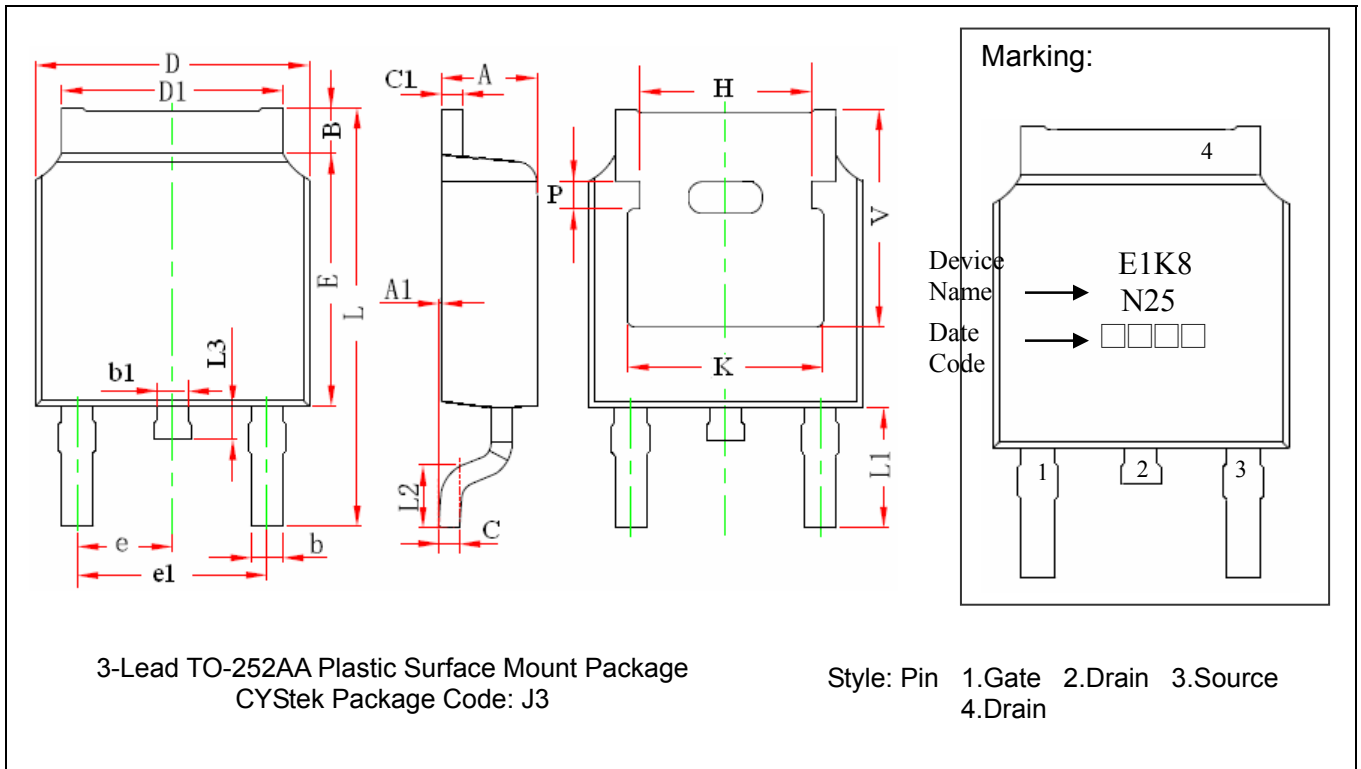 D
D1
B
E
L
L3
b1
e
e1
b
C1
A
A1
L2
C
H
P
V
K
L1
Marking:
4
Device
Name
E1K8
N25
Date
Code
□□□□
1
2
3
3-Lead TO-252AA Plastic Surface Mount Package
CYStek Package Code: J3
Style: Pin 1.Gate 2.Drain 3.Source
4.Drain